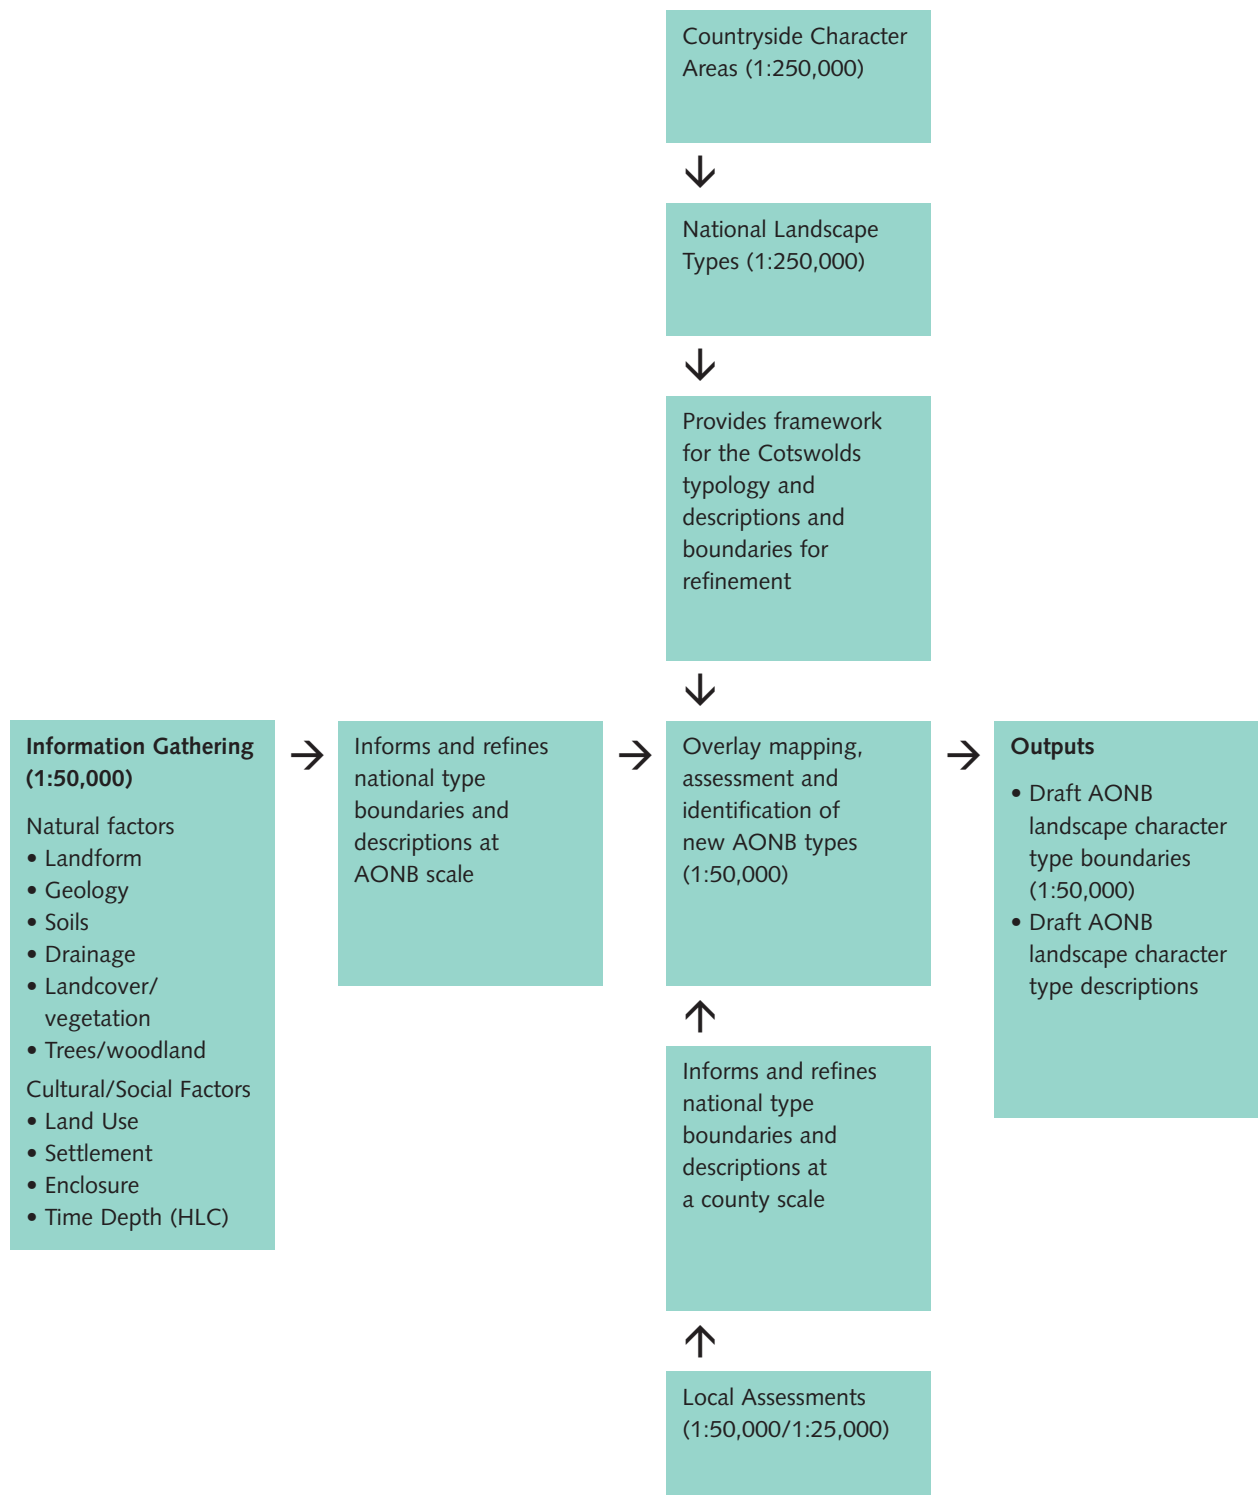 Countryside Character
Areas (1:250,000)
↓
National Landscape
Types (1:250,000)
↓
Provides framework
for the Cotswolds
typology and
descriptions and
boundaries for
refinement
↓
Information Gathering
(1:50,000)
Natural factors
• Landform
• Geology
• Soils
• Drainage
• Landcover/
vegetation
• Trees/woodland
Cultural/Social Factors
• Land Use
• Settlement
• Enclosure
• Time Depth (HLC)
→
Informs and refines
national type
boundaries and
descriptions at
AONB scale
→
Overlay mapping,
assessment and
identification of
new AONB types
(1:50,000)
→
Outputs
• Draft AONB
landscape character
type boundaries
(1:50,000)
• Draft AONB
landscape character
type descriptions
↑
Informs and refines
national type
boundaries and
descriptions at
a county scale
↑
Local Assessments
(1:50,000/1:25,000)